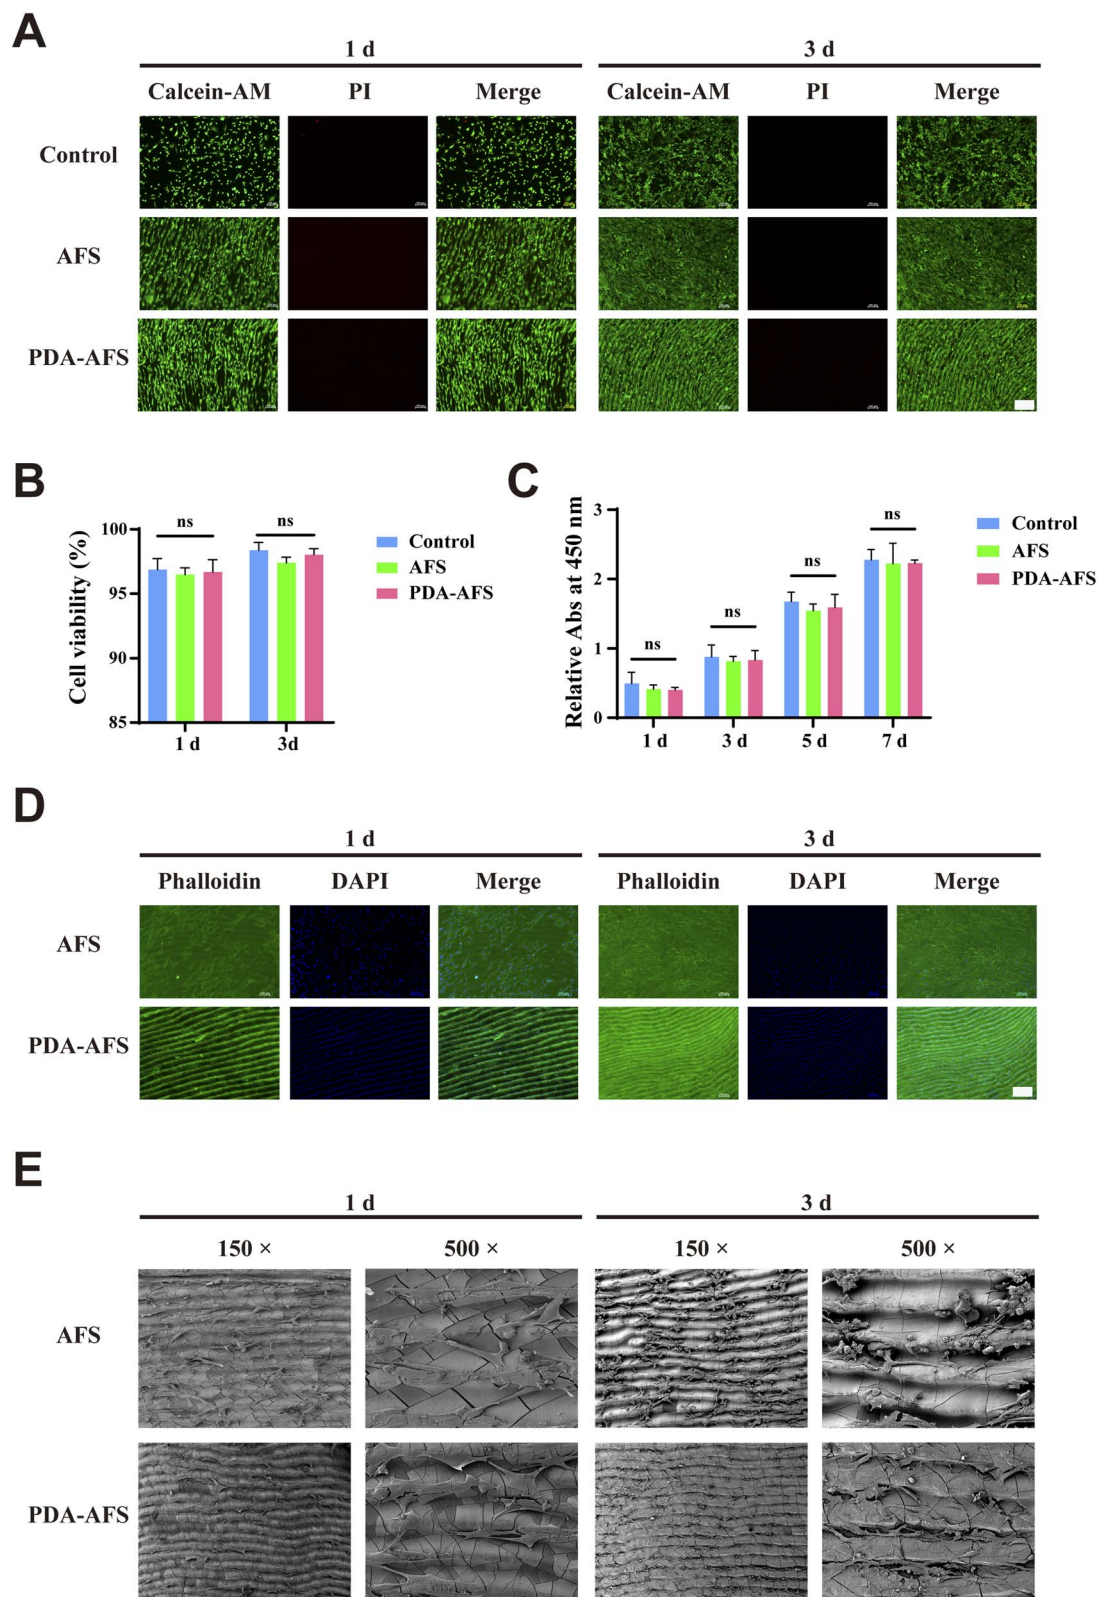 A
1 d 3 d
Calcein-AM PI Merge Calcein-AM PI Merge
Control
AFS
PDA-AFS
B
Cell viability (%)
100
95
90
85
ns ns
1 d 3d
Control
AFS
PDA-AFS
C
Relative Abs at 450 nm
3
2
1
0
ns ns ns ns
1 d 3 d 5 d 7 d
Control
AFS
PDA-AFS
D
1 d 3 d
Phalloidin DAPI Merge Phalloidin DAPI Merge
AFS
PDA-AFS
E
1 d 3 d
150 × 500 × 150 × 500 ×
AFS
PDA-AFS